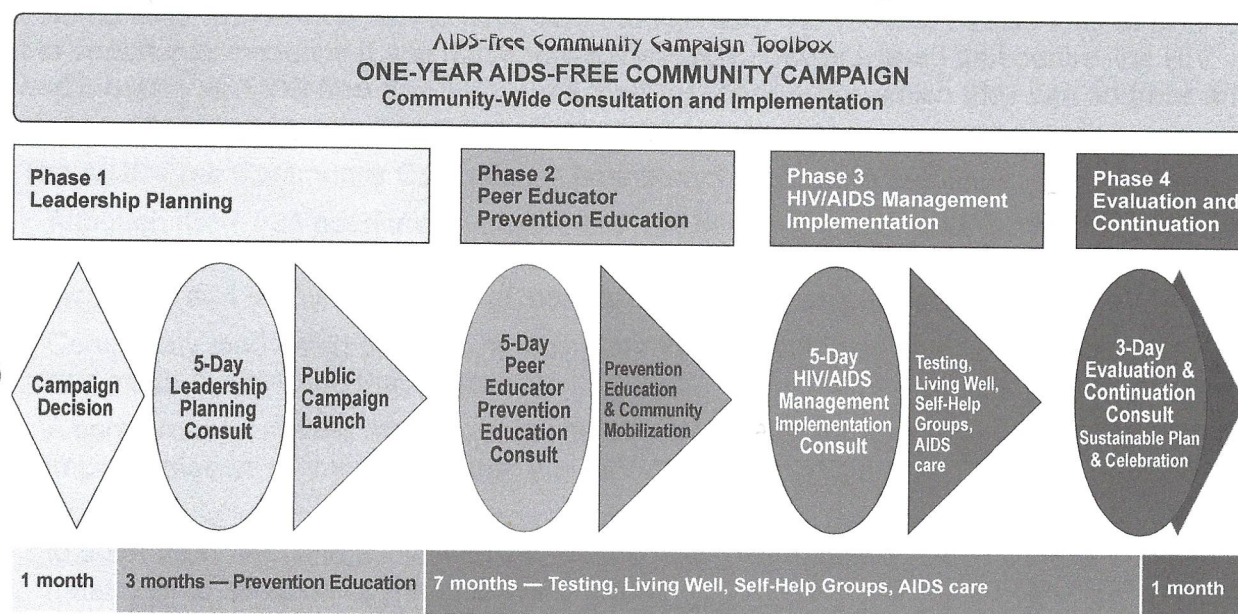 AIDS-Free Community Campaign Toolbox
ONE-YEAR AIDS-FREE COMMUNITY CAMPAIGN
Community-Wide Consultation and Implementation
Phase 1
Leadership Planning
Phase 2
Peer Educator
Prevention Education
Phase 3
HIV/AIDS Management
Implementation
Phase 4
Evaluation and
Continuation
Campaign
Decision
5-Day
Leadership
Planning
Consult
Public
Campaign
Launch
5-Day
Peer
Educator
Prevention
Education
Consult
Prevention
Education
& Community
Mobilization
5-Day
HIV/AIDS
Management
Implementation
Consult
Testing,
Living Well,
Self-Help
Groups,
AIDS
care
3-Day
Evaluation &
Continuation
Consult
Sustainable Plan
& Celebration
1 month
3 months — Prevention Education
7 months — Testing, Living Well, Self-Help Groups, AIDS care
1 month